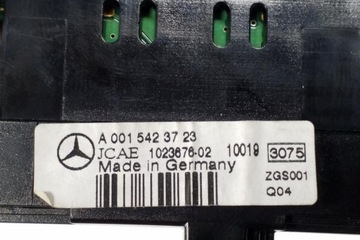 A 001 542 37 23
JCAE 1023676-02 10019 3075
Made in Germany
ZGS001
Q04